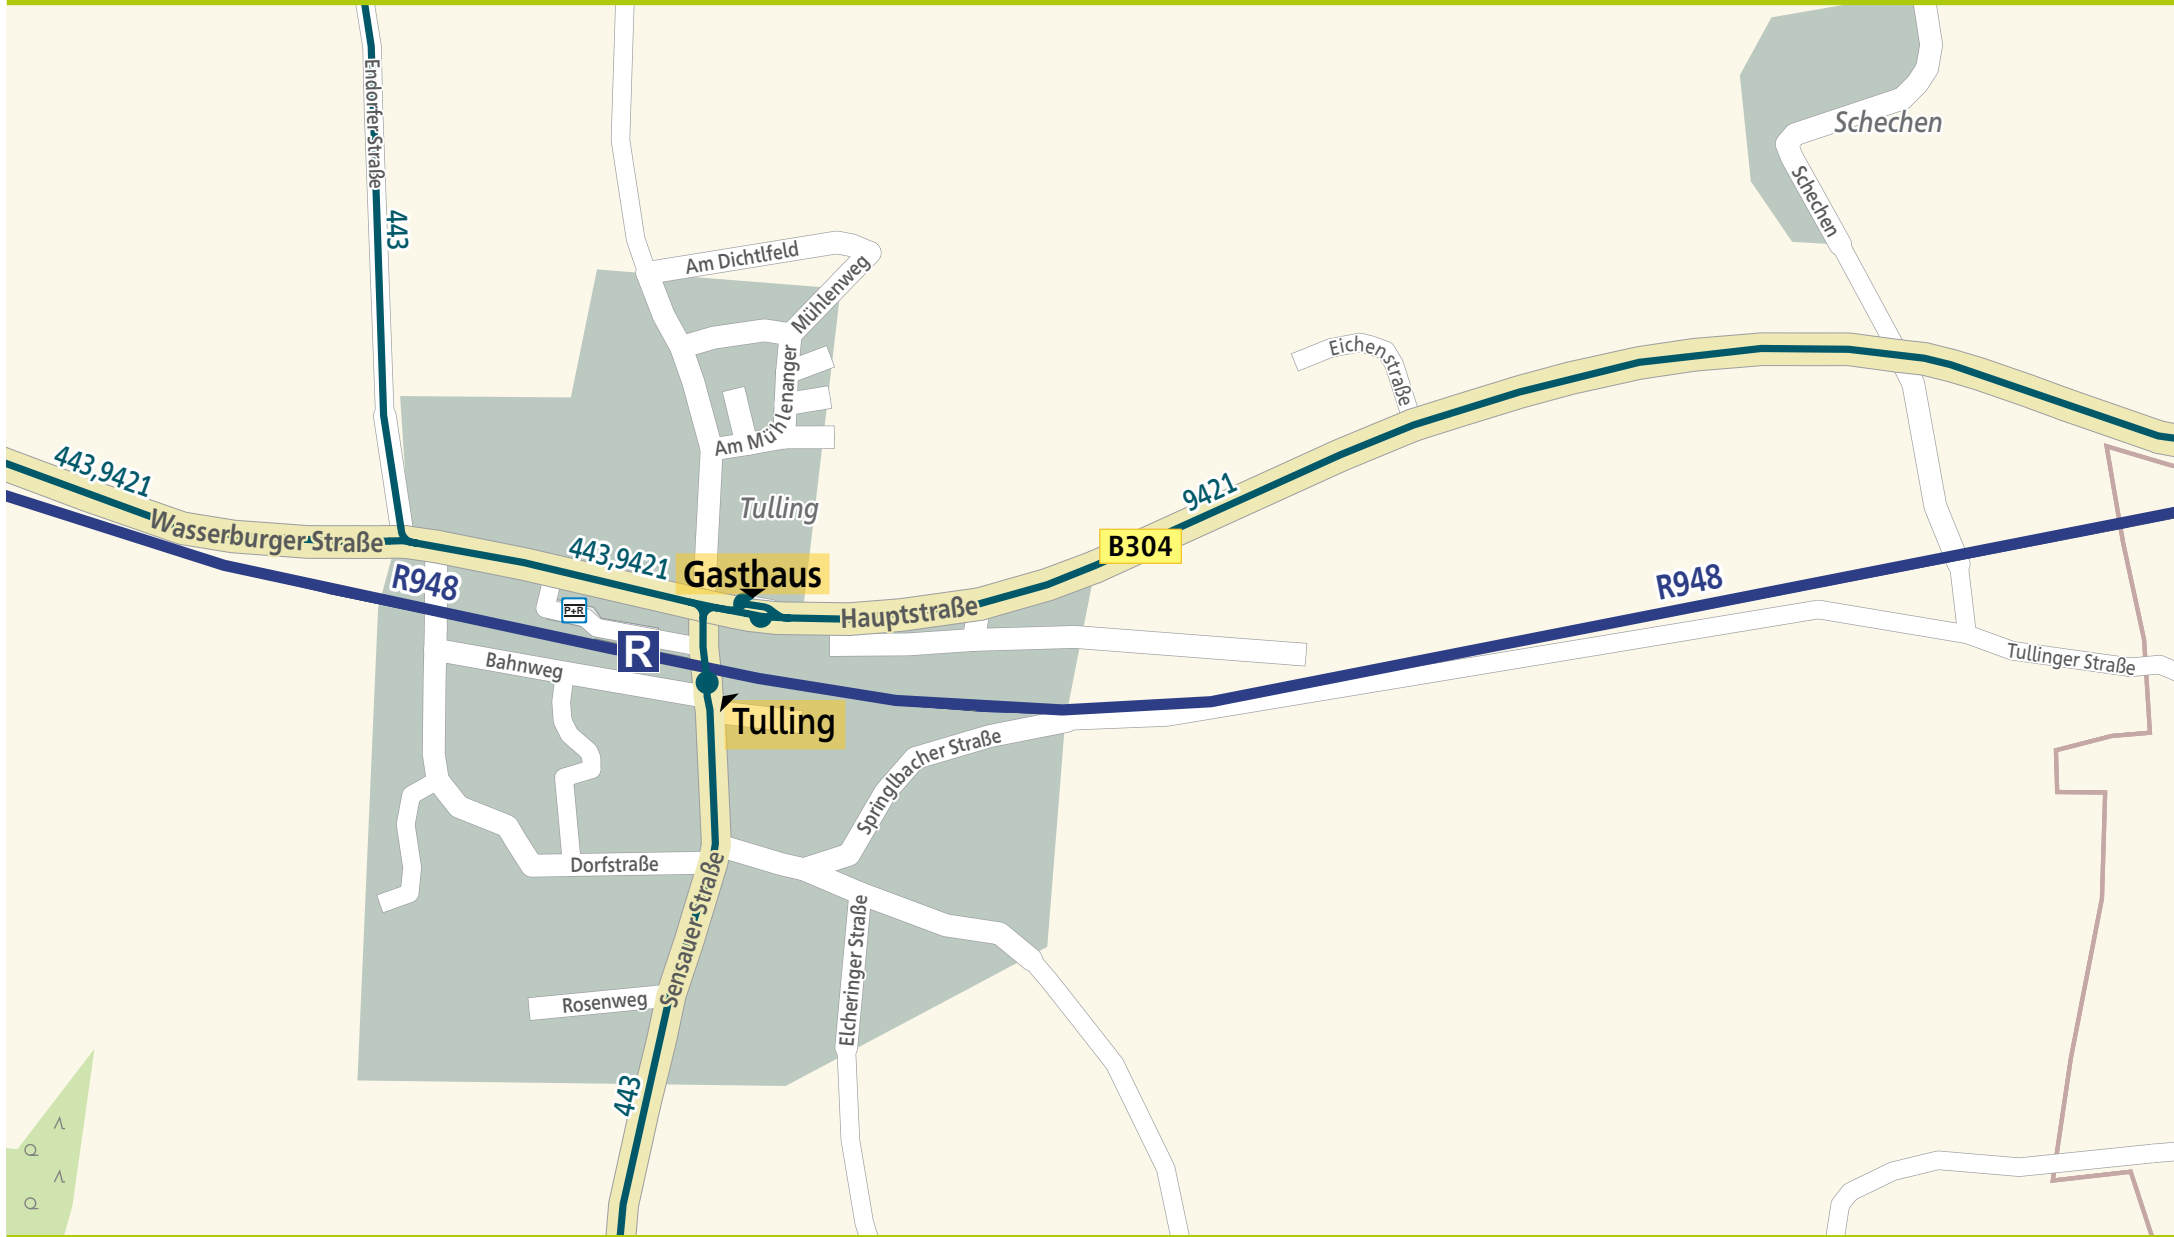 Endorfer Straße
443
Schechen
Schechen
Am Dichtlfeld
Mühlenweg
Am Mühlenanger
Eichenstraße
443,9421
Wasserburger Straße
Tulling
9421
B304
443,9421
Gasthaus
R948
P+R
Hauptstraße
R948
R
Bahnweg
Tullinger Straße
Tulling
Springlbacher Straße
Dorfstraße
Sensauer Straße
Elcheringer Straße
Rosenweg
443